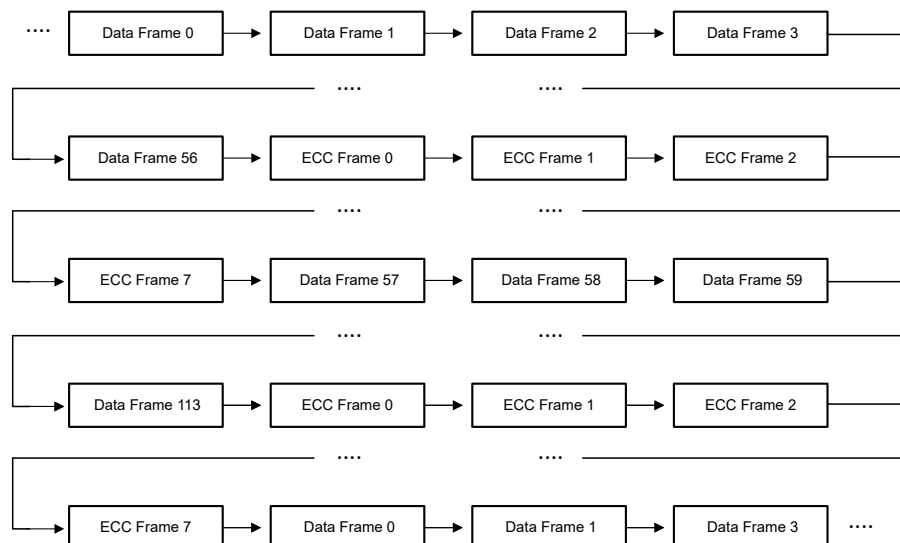 .... Data Frame 0 Data Frame 1 Data Frame 2 Data Frame 3
.... ....
Data Frame 56 ECC Frame 0 ECC Frame 1 ECC Frame 2
.... ....
ECC Frame 7 Data Frame 57 Data Frame 58 Data Frame 59
.... ....
Data Frame 113 ECC Frame 0 ECC Frame 1 ECC Frame 2
.... ....
ECC Frame 7 Data Frame 0 Data Frame 1 Data Frame 3 ....